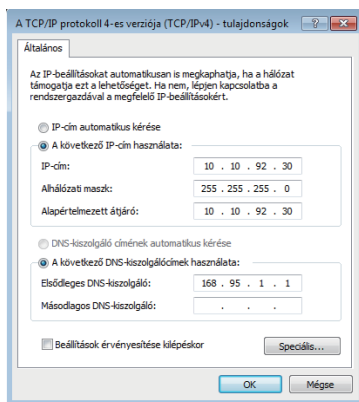 A TCP/IP protokoll 4-es verziója (TCP/IPv4) - tulajdonságok
Általános
Az IP-beállításokat automatikusan is megkaphatja, ha a hálózat
támogatja ezt a lehetőséget. Ha nem, lépjen kapcsolatba a
rendszergazdával a megfelelő IP-beállításokért.
IP-cím automatikus kérése
A következő IP-cím használata:
IP-cím: 10 . 10 . 92 . 30
Alhálózati maszk: 255 . 255 . 255 . 0
Alapértelmezett átjáró: 10 . 10 . 92 . 30
DNS-kiszolgáló címének automatikus kérése
A következő DNS-kiszolgálócímek használata:
Elsődleges DNS-kiszolgáló: 168 . 95 . 1 . 1
Másodlagos DNS-kiszolgáló: . . .
Beállítások érvényesítése kilépéskor
Speciális...
OK Mégse